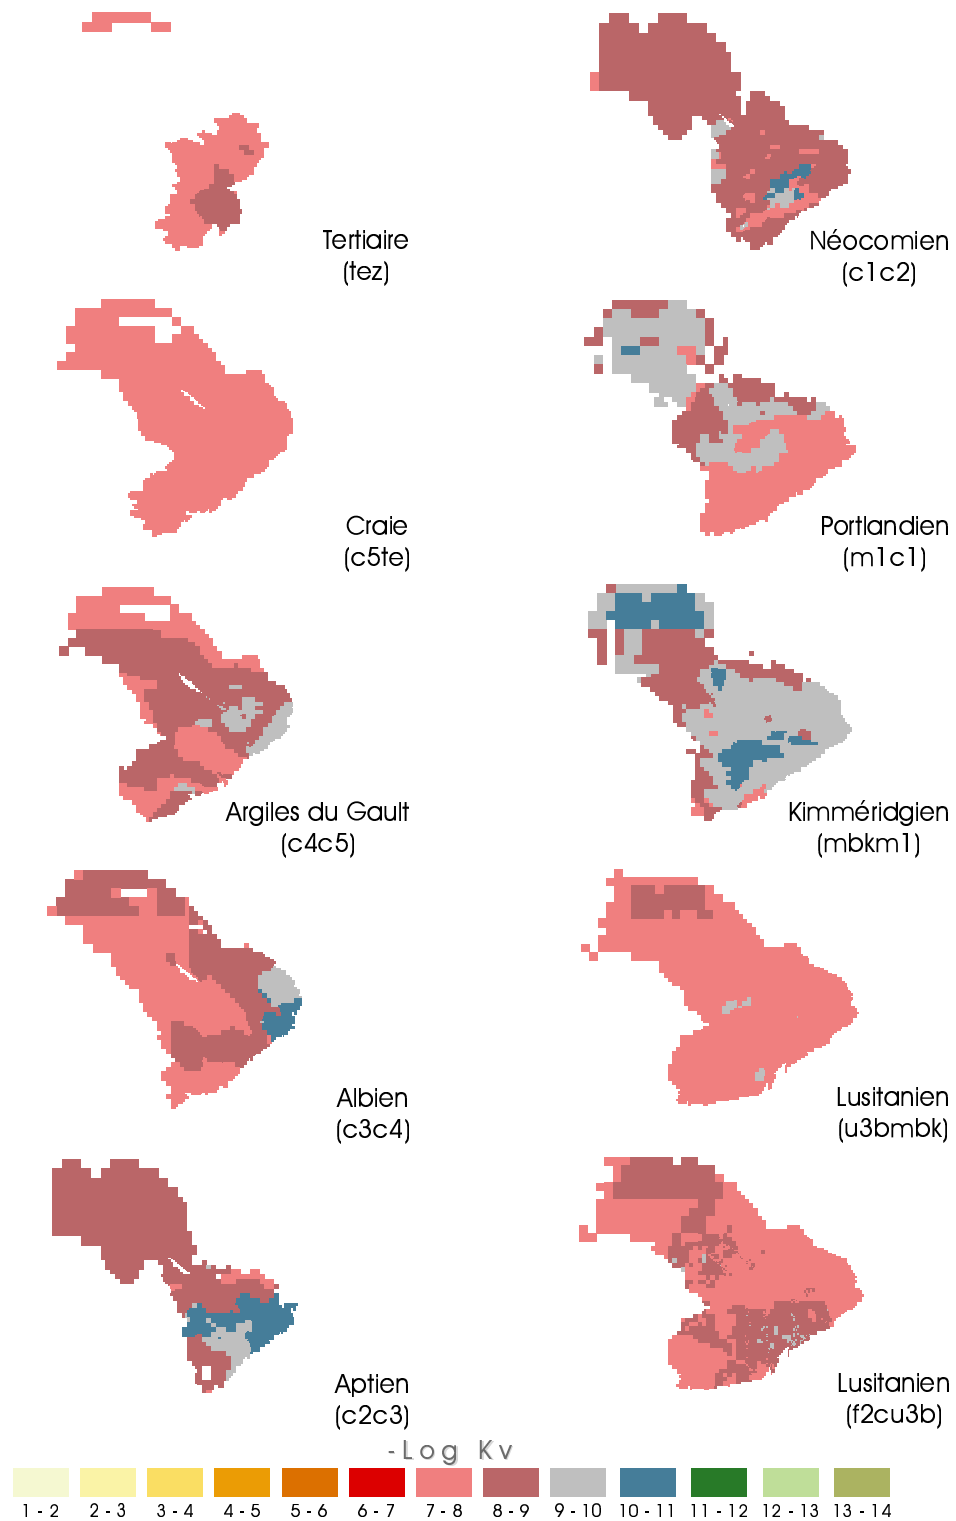 Tertiaire
(tez)
Néocomien
(c1c2)
Craie
(c5te)
Portlandien
(m1c1)
Argiles du Gault
(c4c5)
Kimméridgien
(mbkm1)
Albien
(c3c4)
Lusitanien
(u3bmbk)
Aptien
(c2c3)
Lusitanien
(f2cu3b)
-Log Kv
1 - 2 2 - 3 3 - 4 4 - 5 5 - 6 6 - 7 7 - 8 8 - 9 9 - 10 10 - 11 11 - 12 12 - 13 13 - 14